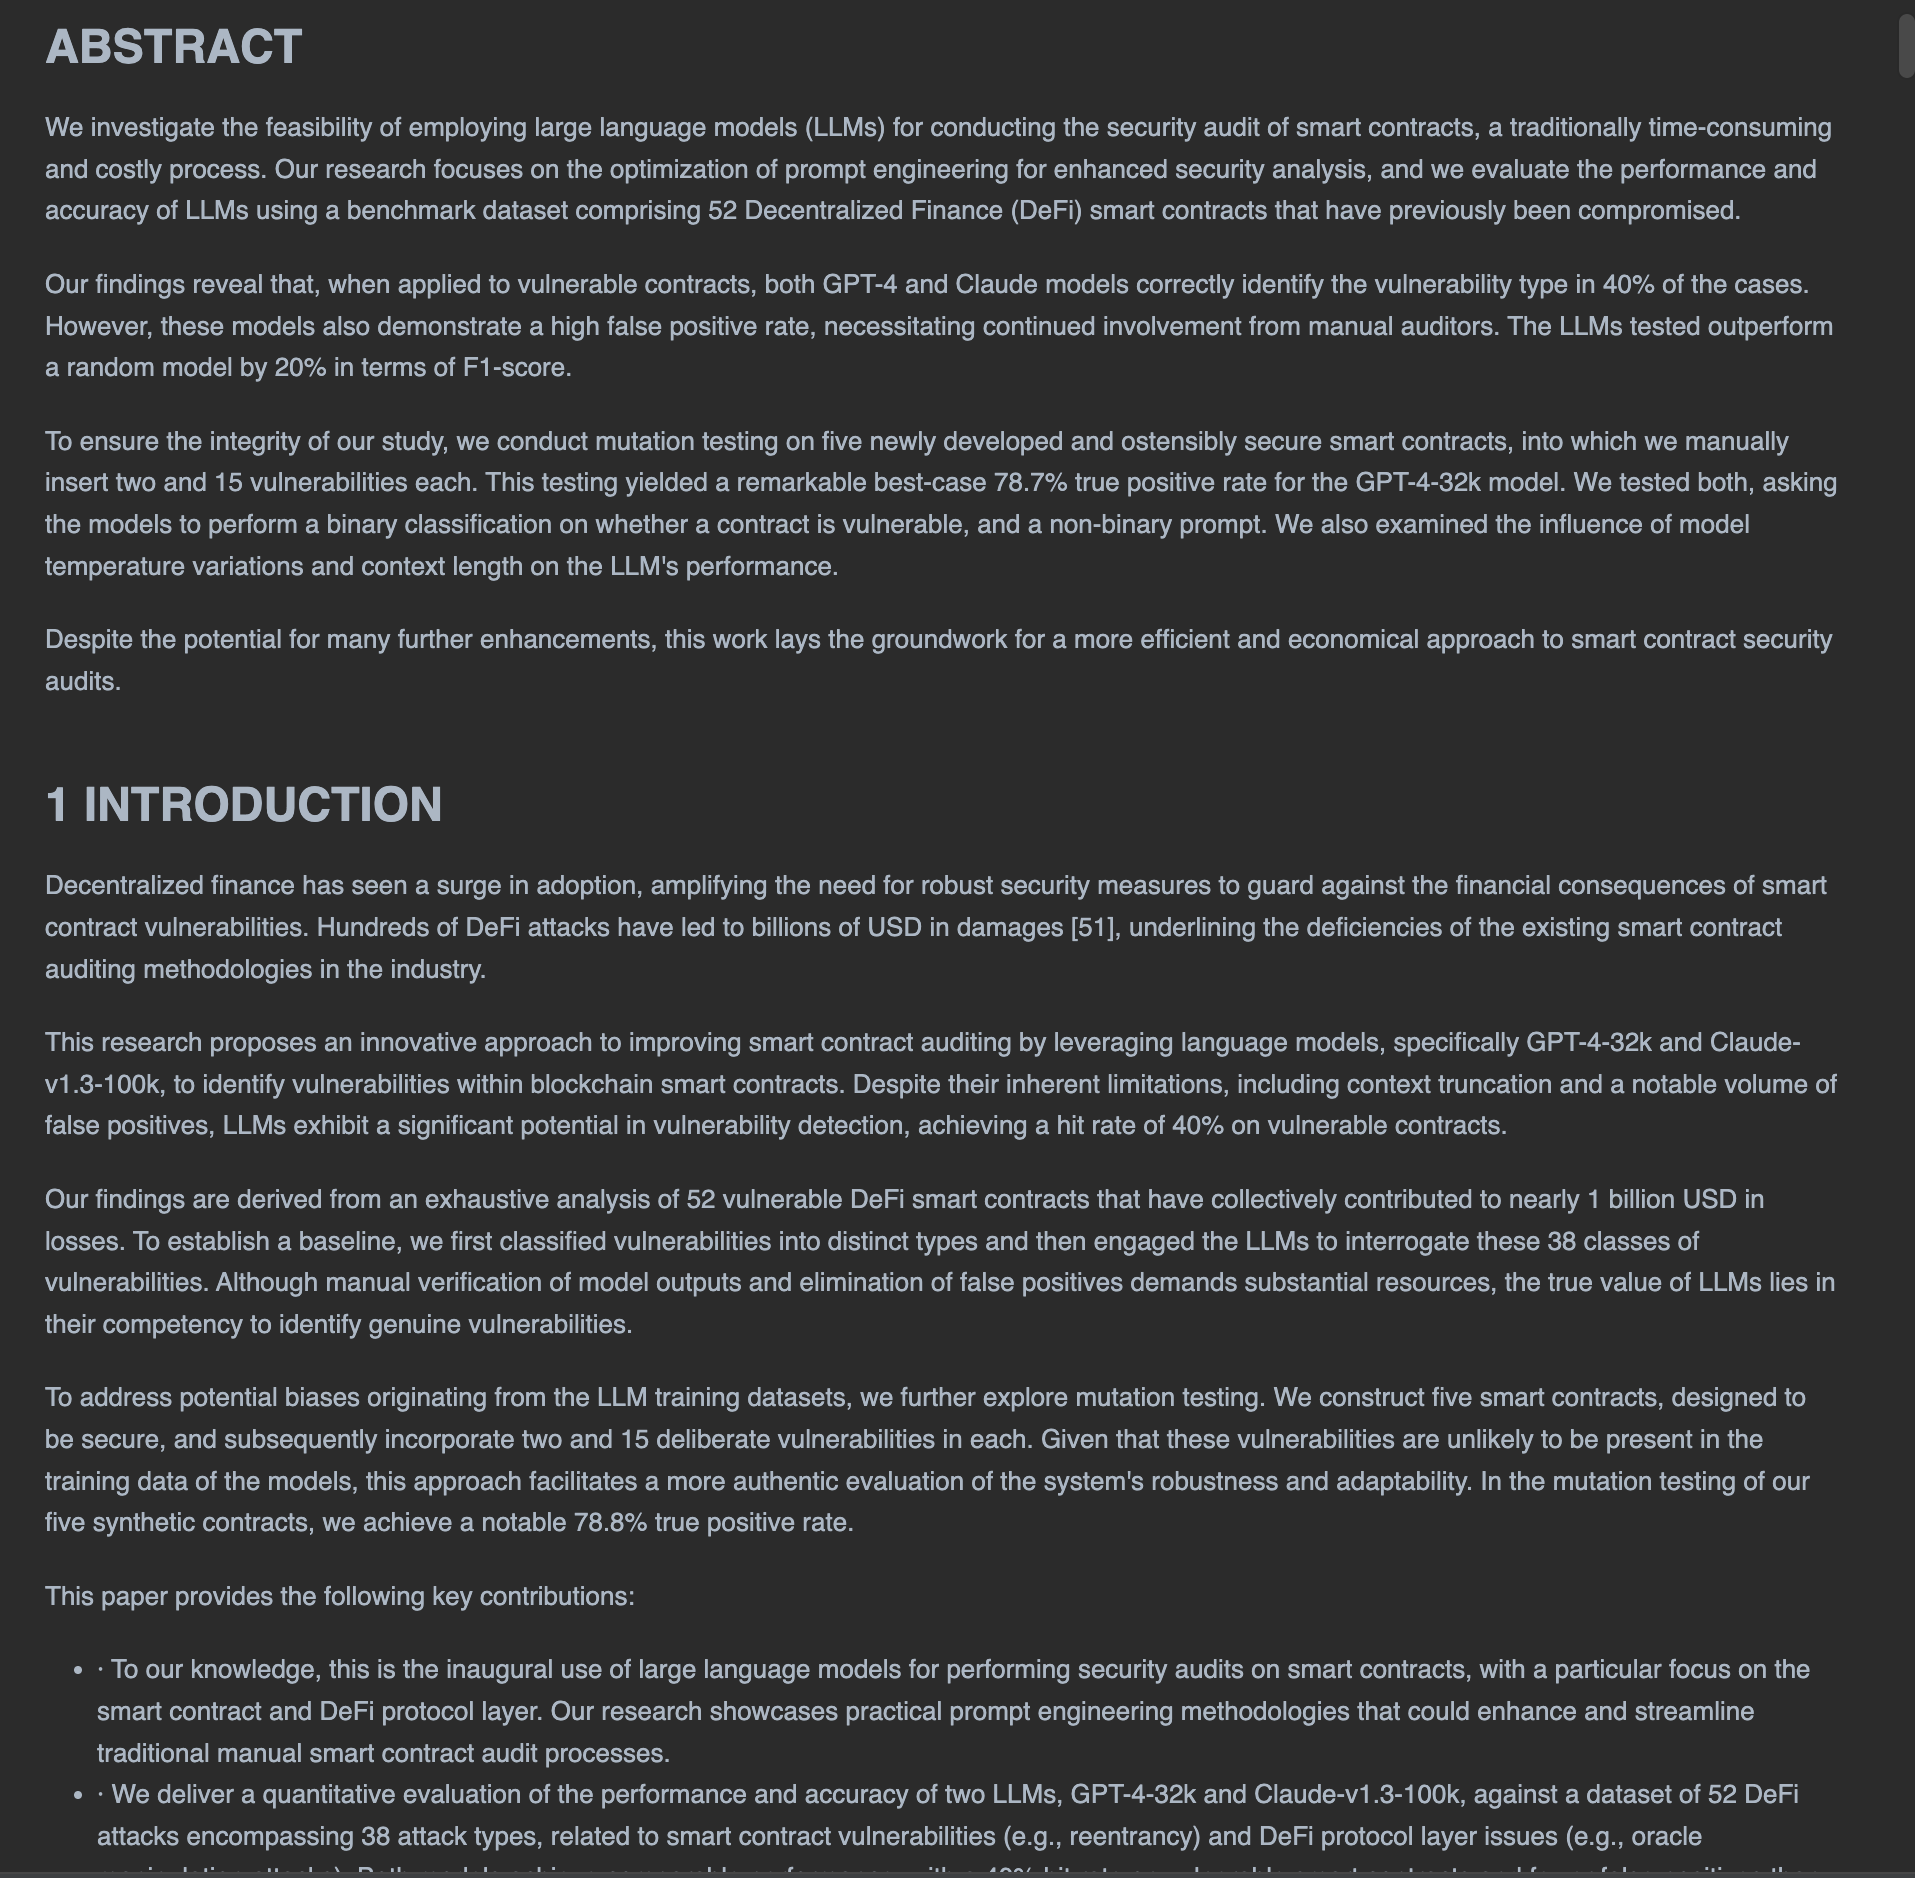 ABSTRACT
We investigate the feasibility of employing large language models (LLMs) for conducting the security audit of smart contracts, a traditionally time-consuming
and costly process. Our research focuses on the optimization of prompt engineering for enhanced security analysis, and we evaluate the performance and
accuracy of LLMs using a benchmark dataset comprising 52 Decentralized Finance (DeFi) smart contracts that have previously been compromised.
Our findings reveal that, when applied to vulnerable contracts, both GPT-4 and Claude models correctly identify the vulnerability type in 40% of the cases.
However, these models also demonstrate a high false positive rate, necessitating continued involvement from manual auditors. The LLMs tested outperform
a random model by 20% in terms of F1-score.
To ensure the integrity of our study, we conduct mutation testing on five newly developed and ostensibly secure smart contracts, into which we manually
insert two and 15 vulnerabilities each. This testing yielded a remarkable best-case 78.7% true positive rate for the GPT-4-32k model. We tested both, asking
the models to perform a binary classification on whether a contract is vulnerable, and a non-binary prompt. We also examined the influence of model
temperature variations and context length on the LLM's performance.
Despite the potential for many further enhancements, this work lays the groundwork for a more efficient and economical approach to smart contract security
audits.
1 INTRODUCTION
Decentralized finance has seen a surge in adoption, amplifying the need for robust security measures to guard against the financial consequences of smart
contract vulnerabilities. Hundreds of DeFi attacks have led to billions of USD in damages [51], underlining the deficiencies of the existing smart contract
auditing methodologies in the industry.
This research proposes an innovative approach to improving smart contract auditing by leveraging language models, specifically GPT-4-32k and Claude-
v1.3-100k, to identify vulnerabilities within blockchain smart contracts. Despite their inherent limitations, including context truncation and a notable volume of
false positives, LLMs exhibit a significant potential in vulnerability detection, achieving a hit rate of 40% on vulnerable contracts.
Our findings are derived from an exhaustive analysis of 52 vulnerable DeFi smart contracts that have collectively contributed to nearly 1 billion USD in
losses. To establish a baseline, we first classified vulnerabilities into distinct types and then engaged the LLMs to interrogate these 38 classes of
vulnerabilities. Although manual verification of model outputs and elimination of false positives demands substantial resources, the true value of LLMs lies in
their competency to identify genuine vulnerabilities.
To address potential biases originating from the LLM training datasets, we further explore mutation testing. We construct five smart contracts, designed to
be secure, and subsequently incorporate two and 15 deliberate vulnerabilities in each. Given that these vulnerabilities are unlikely to be present in the
training data of the models, this approach facilitates a more authentic evaluation of the system's robustness and adaptability. In the mutation testing of our
five synthetic contracts, we achieve a notable 78.8% true positive rate.
This paper provides the following key contributions:
• · To our knowledge, this is the inaugural use of large language models for performing security audits on smart contracts, with a particular focus on the
smart contract and DeFi protocol layer. Our research showcases practical prompt engineering methodologies that could enhance and streamline
traditional manual smart contract audit processes.
• · We deliver a quantitative evaluation of the performance and accuracy of two LLMs, GPT-4-32k and Claude-v1.3-100k, against a dataset of 52 DeFi
attacks encompassing 38 attack types, related to smart contract vulnerabilities (e.g., reentrancy) and DeFi protocol layer issues (e.g., oracle